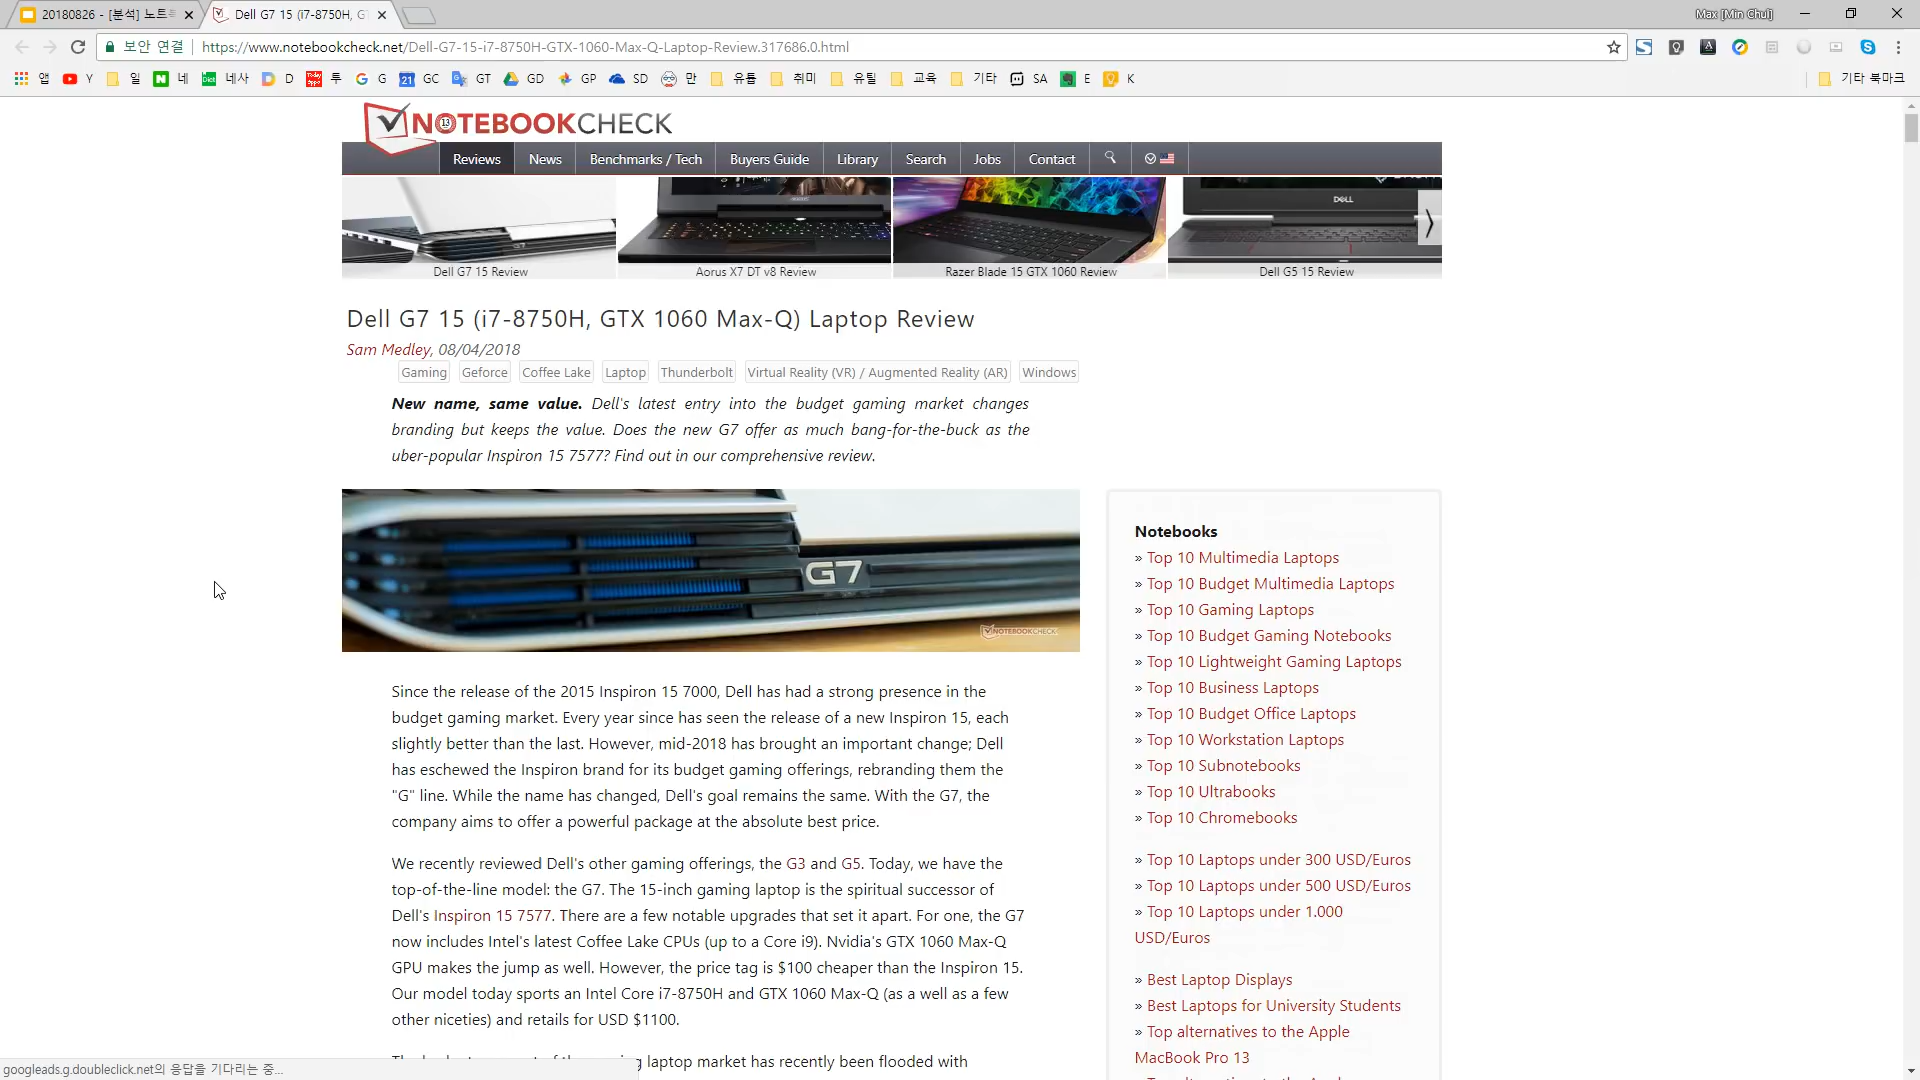 20180826 - [분석] 노트
Dell G7 15 (i7-8750H, G
Max [Min Chul]
보안 연결
https://www.notebookcheck.net/Dell-G7-15-i7-8750H-GTX-1060-Max-Q-Laptop-Review.317686.0.html
앱 Y 일 네 네사 D 투 G GC GT GD GP SD 만 유틈 취미 유틸 교육 기타 SA E K 기타 북마크
NOTEBOOKCHECK
Reviews News Benchmarks / Tech Buyers Guide Library Search Jobs Contact
DELL
G7
Dell G7 15 Review
Aorus X7 DT v8 Review
Razer Blade 15 GTX 1060 Review
Dell G5 15 Review
Dell G7 15 (i7-8750H, GTX 1060 Max-Q) Laptop Review
Sam Medley, 08/04/2018
Gaming Geforce Coffee Lake Laptop Thunderbolt Virtual Reality (VR) / Augmented Reality (AR) Windows
New name, same value. Dell's latest entry into the budget gaming market changes
branding but keeps the value. Does the new G7 offer as much bang-for-the-buck as the
uber-popular Inspiron 15 7577? Find out in our comprehensive review.
G7
NOTEBOOKCHECK
Since the release of the 2015 Inspiron 15 7000, Dell has had a strong presence in the
budget gaming market. Every year since has seen the release of a new Inspiron 15, each
slightly better than the last. However, mid-2018 has brought an important change; Dell
has eschewed the Inspiron brand for its budget gaming offerings, rebranding them the
"G" line. While the name has changed, Dell's goal remains the same. With the G7, the
company aims to offer a powerful package at the absolute best price.
We recently reviewed Dell's other gaming offerings, the G3 and G5. Today, we have the
top-of-the-line model: the G7. The 15-inch gaming laptop is the spiritual successor of
Dell's Inspiron 15 7577. There are a few notable upgrades that set it apart. For one, the G7
now includes Intel's latest Coffee Lake CPUs (up to a Core i9). Nvidia's GTX 1060 Max-Q
GPU makes the jump as well. However, the price tag is $100 cheaper than the Inspiron 15.
Our model today sports an Intel Core i7-8750H and GTX 1060 Max-Q (as a well as a few
other niceties) and retails for USD $1100.
laptop market has recently been flooded with
Notebooks
» Top 10 Multimedia Laptops
» Top 10 Budget Multimedia Laptops
» Top 10 Gaming Laptops
» Top 10 Budget Gaming Notebooks
» Top 10 Lightweight Gaming Laptops
» Top 10 Business Laptops
» Top 10 Budget Office Laptops
» Top 10 Workstation Laptops
» Top 10 Subnotebooks
» Top 10 Ultrabooks
» Top 10 Chromebooks
» Top 10 Laptops under 300 USD/Euros
» Top 10 Laptops under 500 USD/Euros
» Top 10 Laptops under 1.000
USD/Euros
» Best Laptop Displays
» Best Laptops for University Students
» Top alternatives to the Apple
MacBook Pro 13
googleads.g.doubleclick.net의 응답을 기다리는 중...